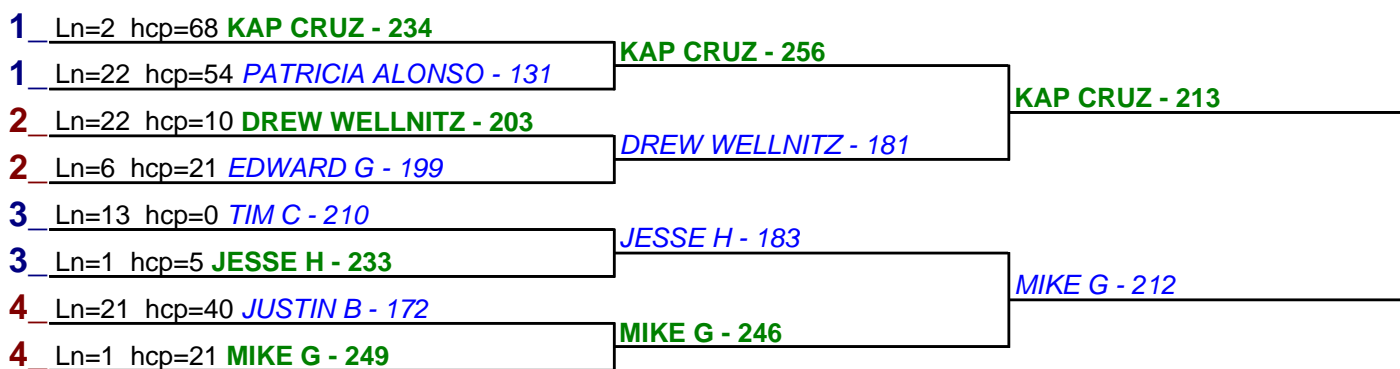 1_ Ln=2 hcp=68 KAP CRUZ - 234
KAP CRUZ - 256
1_ Ln=22 hcp=54 PATRICIA ALONSO - 131
KAP CRUZ - 213
2_ Ln=22 hcp=10 DREW WELLNITZ - 203
DREW WELLNITZ - 181
2_ Ln=6 hcp=21 EDWARD G - 199
3_ Ln=13 hcp=0 TIM C - 210
JESSE H - 183
3_ Ln=1 hcp=5 JESSE H - 233
MIKE G - 212
4_ Ln=21 hcp=40 JUSTIN B - 172
MIKE G - 246
4_ Ln=1 hcp=21 MIKE G - 249